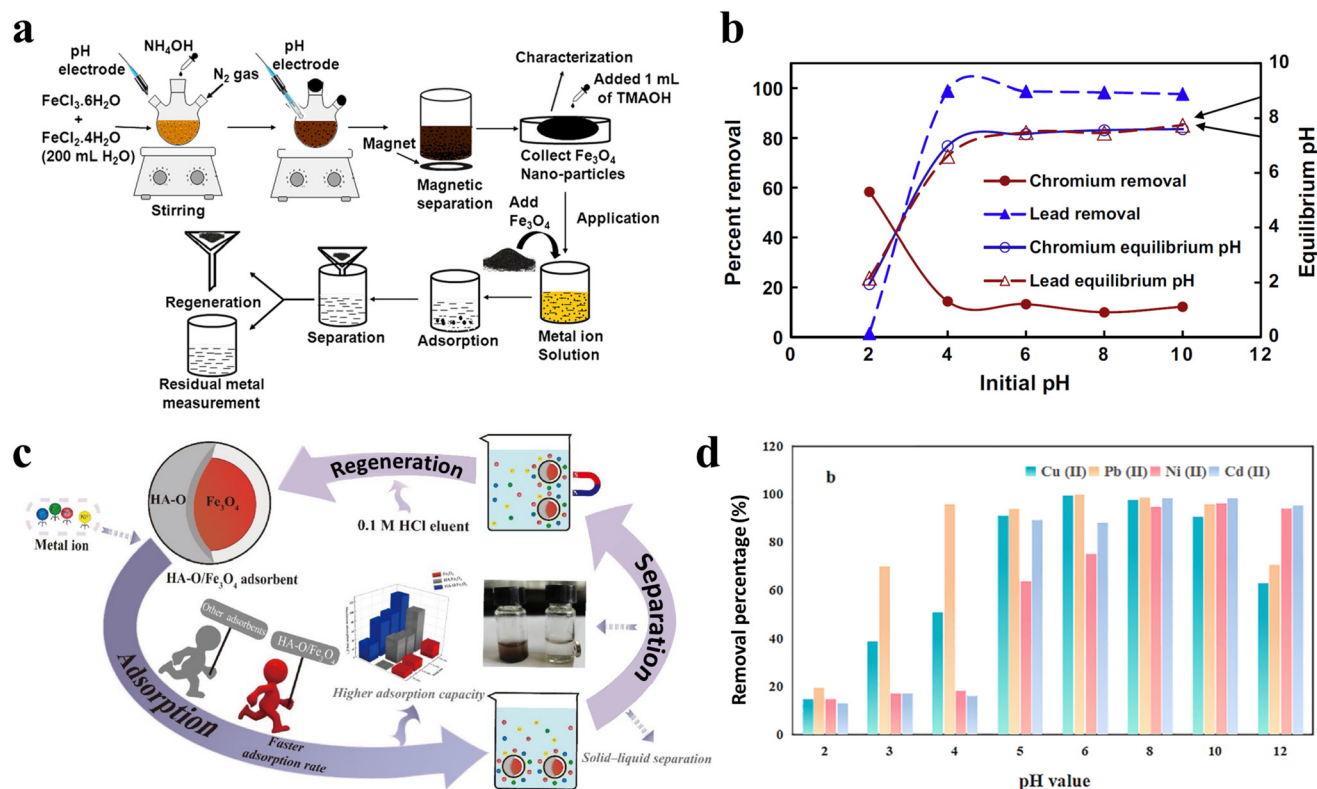 a
pH
electrode
NH₄OH
N₂ gas
FeCl₃.6H₂O
+
FeCl₂.4H₂O
(200 mL H₂O)
Stirring
pH
electrode
Magnet
Magnetic
separation
Characterization
Added 1 mL
of TMAOH
Collect Fe₃O₄
Nano-particles
Application
Add
Fe₃O₄
Metal ion
Solution
Adsorption
Separation
Regeneration
Residual metal
measurement
b
Percent removal
100
80
60
40
20
0
0 2 4 6 8 10 12
Initial pH
10
8
6
4
2
0
Equilibrium pH
Chromium removal
Lead removal
Chromium equilibrium pH
Lead equilibrium pH
c
HA-O
Fe₃O₄
Metal ion
HA-O/Fe₃O₄ adsorbent
Regeneration
0.1 M HCl eluent
Separation
Other adsorbents
HA-O/Fe₃O₄
Adsorption
Faster
adsorption rate
Higher adsorption capacity
Solid–liquid separation
d
b
Cu (II) Pb (II) Ni (II) Cd (II)
Removal percentage (%)
120
100
80
60
40
20
0
2 3 4 5 6 8 10 12
pH value